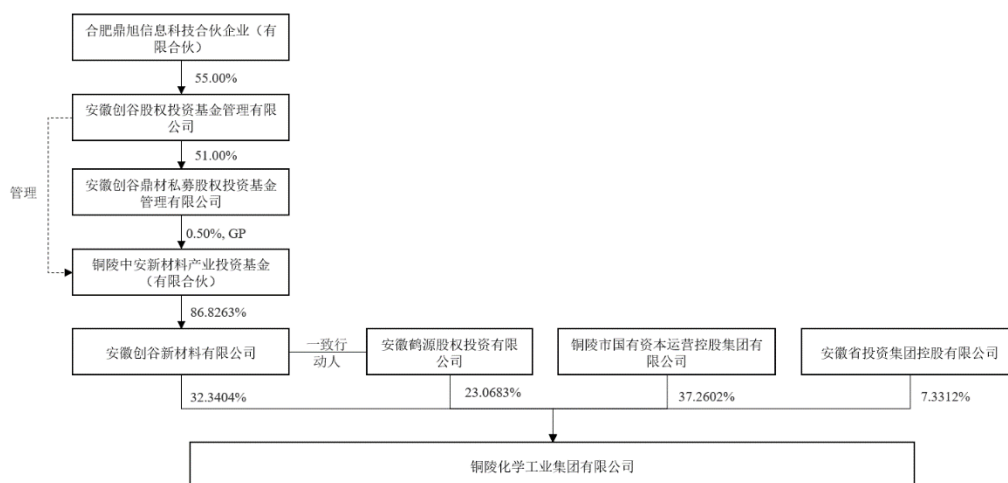 合肥鼎旭信息科技合伙企业（有
限合伙）
55.00%
安徽创谷股权投资基金管理有限
公司
51.00%
管理
安徽创谷鼎材私募股权投资基金
管理有限公司
0.50%, GP
铜陵中安新材料产业投资基金
（有限合伙）
86.8263%
安徽创谷新材料有限公司
一致行
动人
安徽鹤源股权投资有限
公司
铜陵市国有资本运营控股集团有
限公司
安徽省投资集团控股有限公司
32.3404%
23.0683%
37.2602%
7.3312%
铜陵化学工业集团有限公司